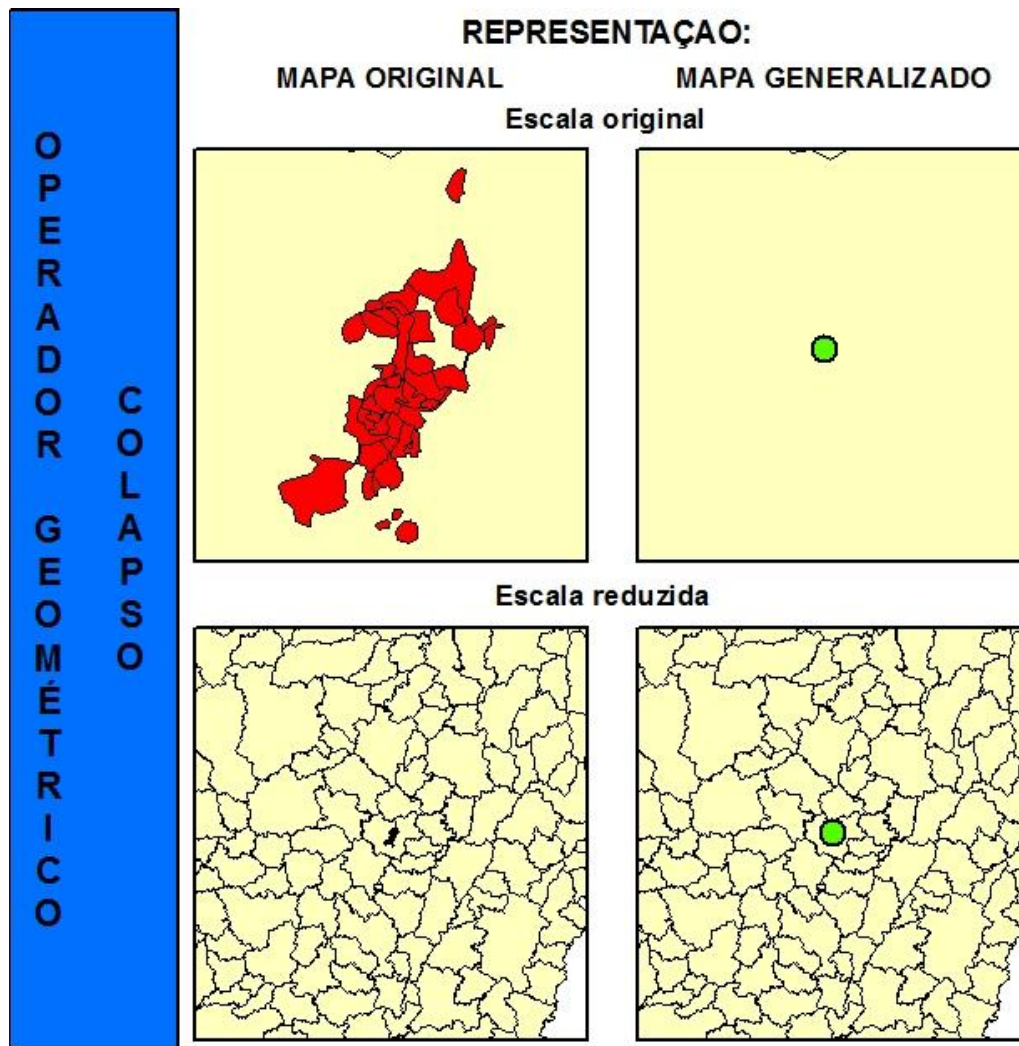 OPERADOR GEOMÉTRICO
COLAPSO
REPRESENTAÇAO:
MAPA ORIGINAL
MAPA GENERALIZADO
Escala original
Escala reduzida